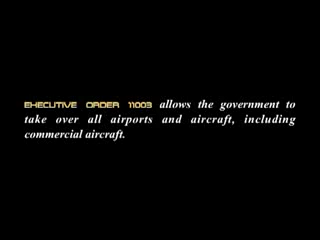 EXECUTIVE ORDER 11003 allows the government to
take over all airports and aircraft, including
commercial aircraft.